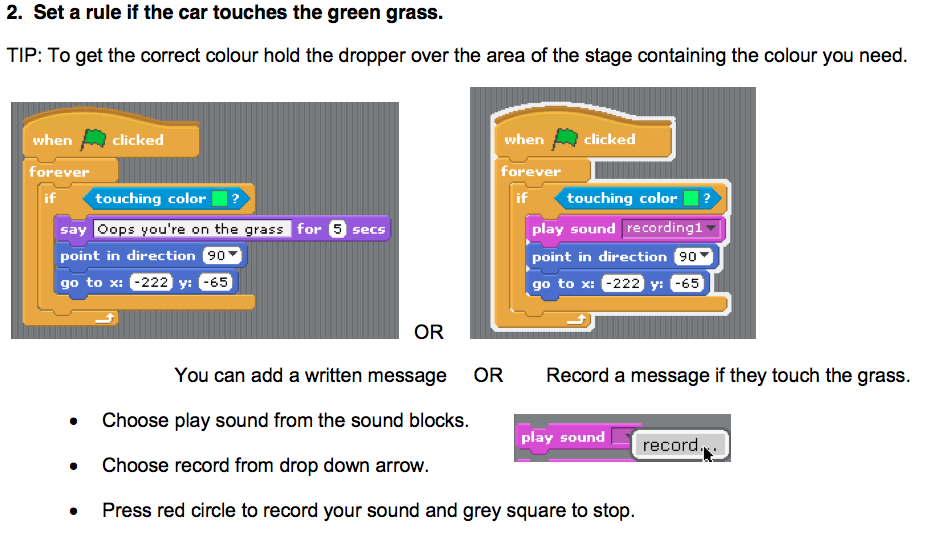 2. Set a rule if the car touches the green grass.
TIP: To get the correct colour hold the dropper over the area of the stage containing the colour you need.
when clicked
forever
if touching color ?
say Oops you're on the grass for 5 secs
point in direction 90
go to x: -222 y: -65
OR
when clicked
forever
if touching color ?
play sound recording1
point in direction 90
go to x: -222 y: -65
You can add a written message OR Record a message if they touch the grass.
• Choose play sound from the sound blocks.
play sound record...
• Choose record from drop down arrow.
• Press red circle to record your sound and grey square to stop.